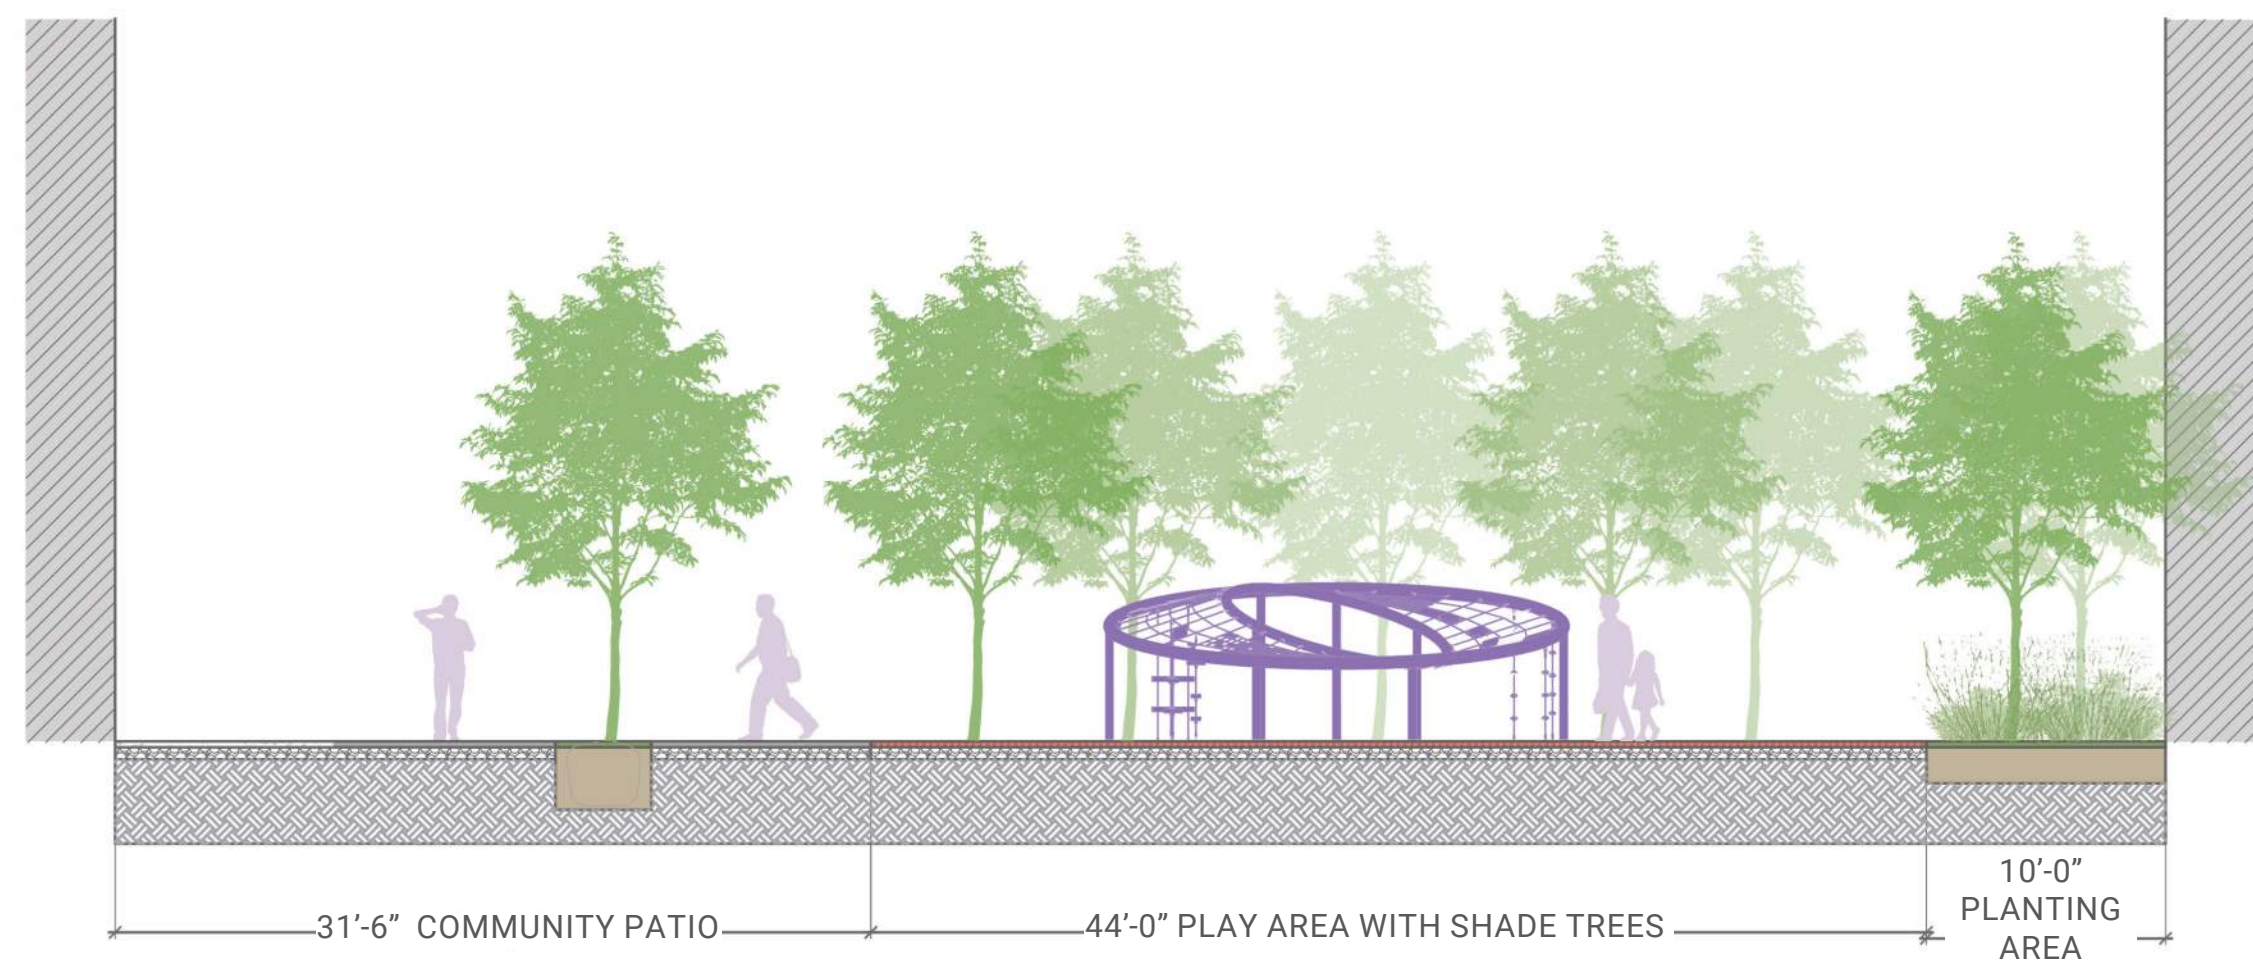 31’-6” COMMUNITY PATIO
44’-0” PLAY AREA WITH SHADE TREES
10’-0”
PLANTING
AREA